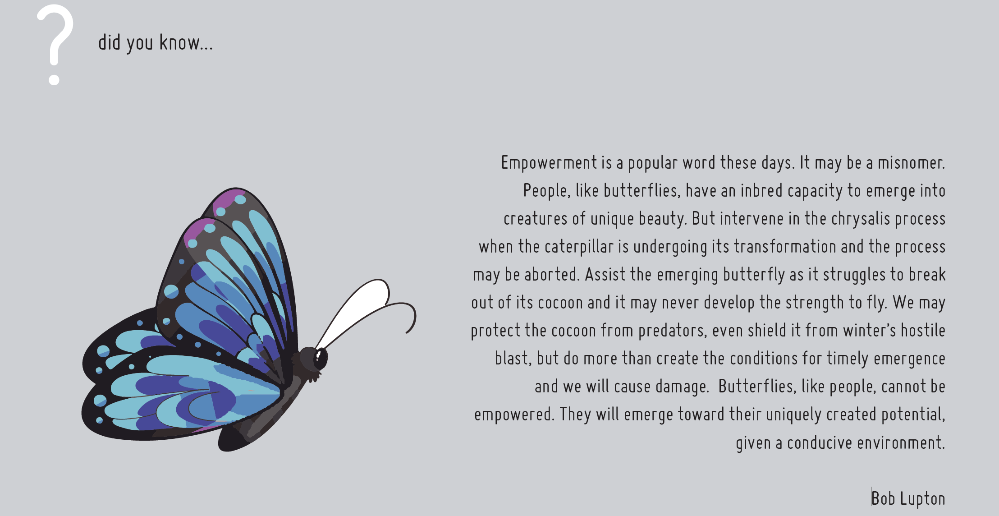 ?
did you know...
Empowerment is a popular word these days. It may be a misnomer.
People, like butterflies, have an inbred capacity to emerge into
creatures of unique beauty. But intervene in the chrysalis process
when the caterpillar is undergoing its transformation and the process
may be aborted. Assist the emerging butterfly as it struggles to break
out of its cocoon and it may never develop the strength to fly. We may
protect the cocoon from predators, even shield it from winter’s hostile
blast, but do more than create the conditions for timely emergence
and we will cause damage.  Butterflies, like people, cannot be
empowered. They will emerge toward their uniquely created potential,
given a conducive environment.
Bob Lupton